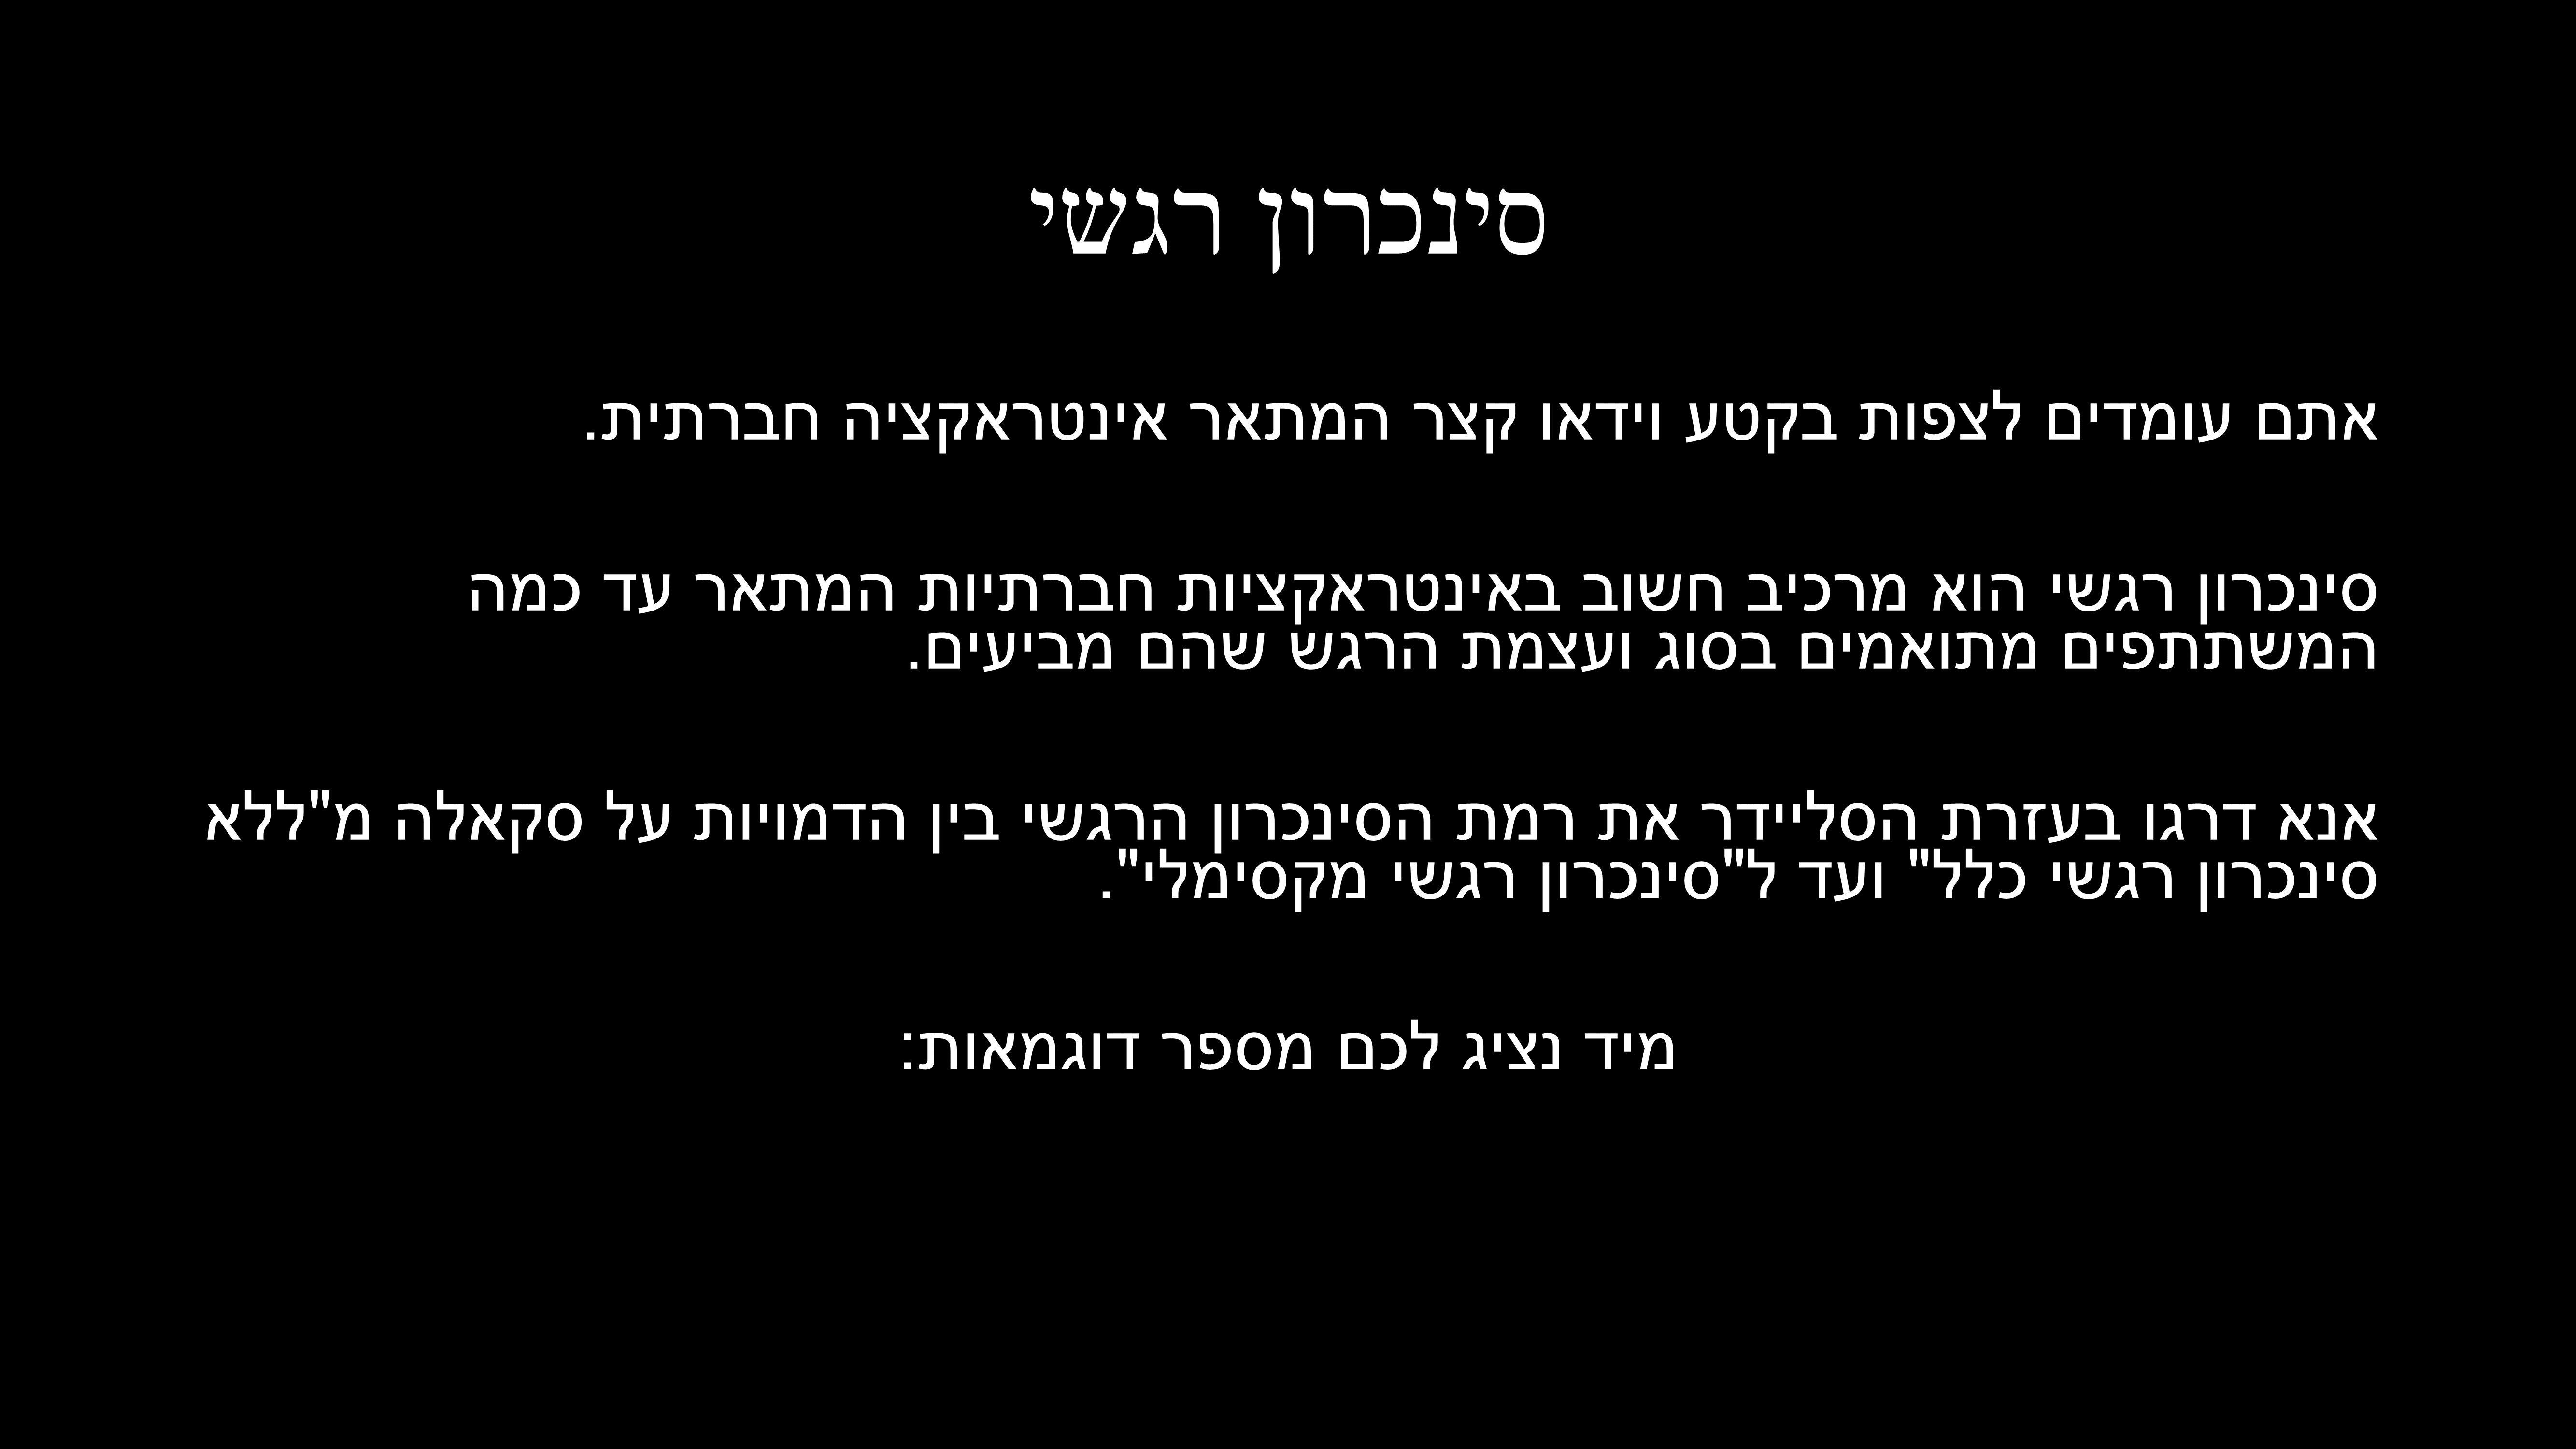 סינכרון רגשי
אתם עומדים לצפות בקטע וידאו קצר המתאר אינטראקציה חברתית.
סינכרון רגשי הוא מרכיב חשוב באינטראקציות חברתיות המתאר עד כמה
המשתתפים מתואמים בסוג ועצמת הרגש שהם מביעים.
אנא דרגו בעזרת הסליידר את רמת הסינכרון הרגשי בין הדמויות על סקאלה מ"ללא
סינכרון רגשי כלל" ועד ל"סינכרון רגשי מקסימלי".
מיד נציג לכם מספר דוגמאות: